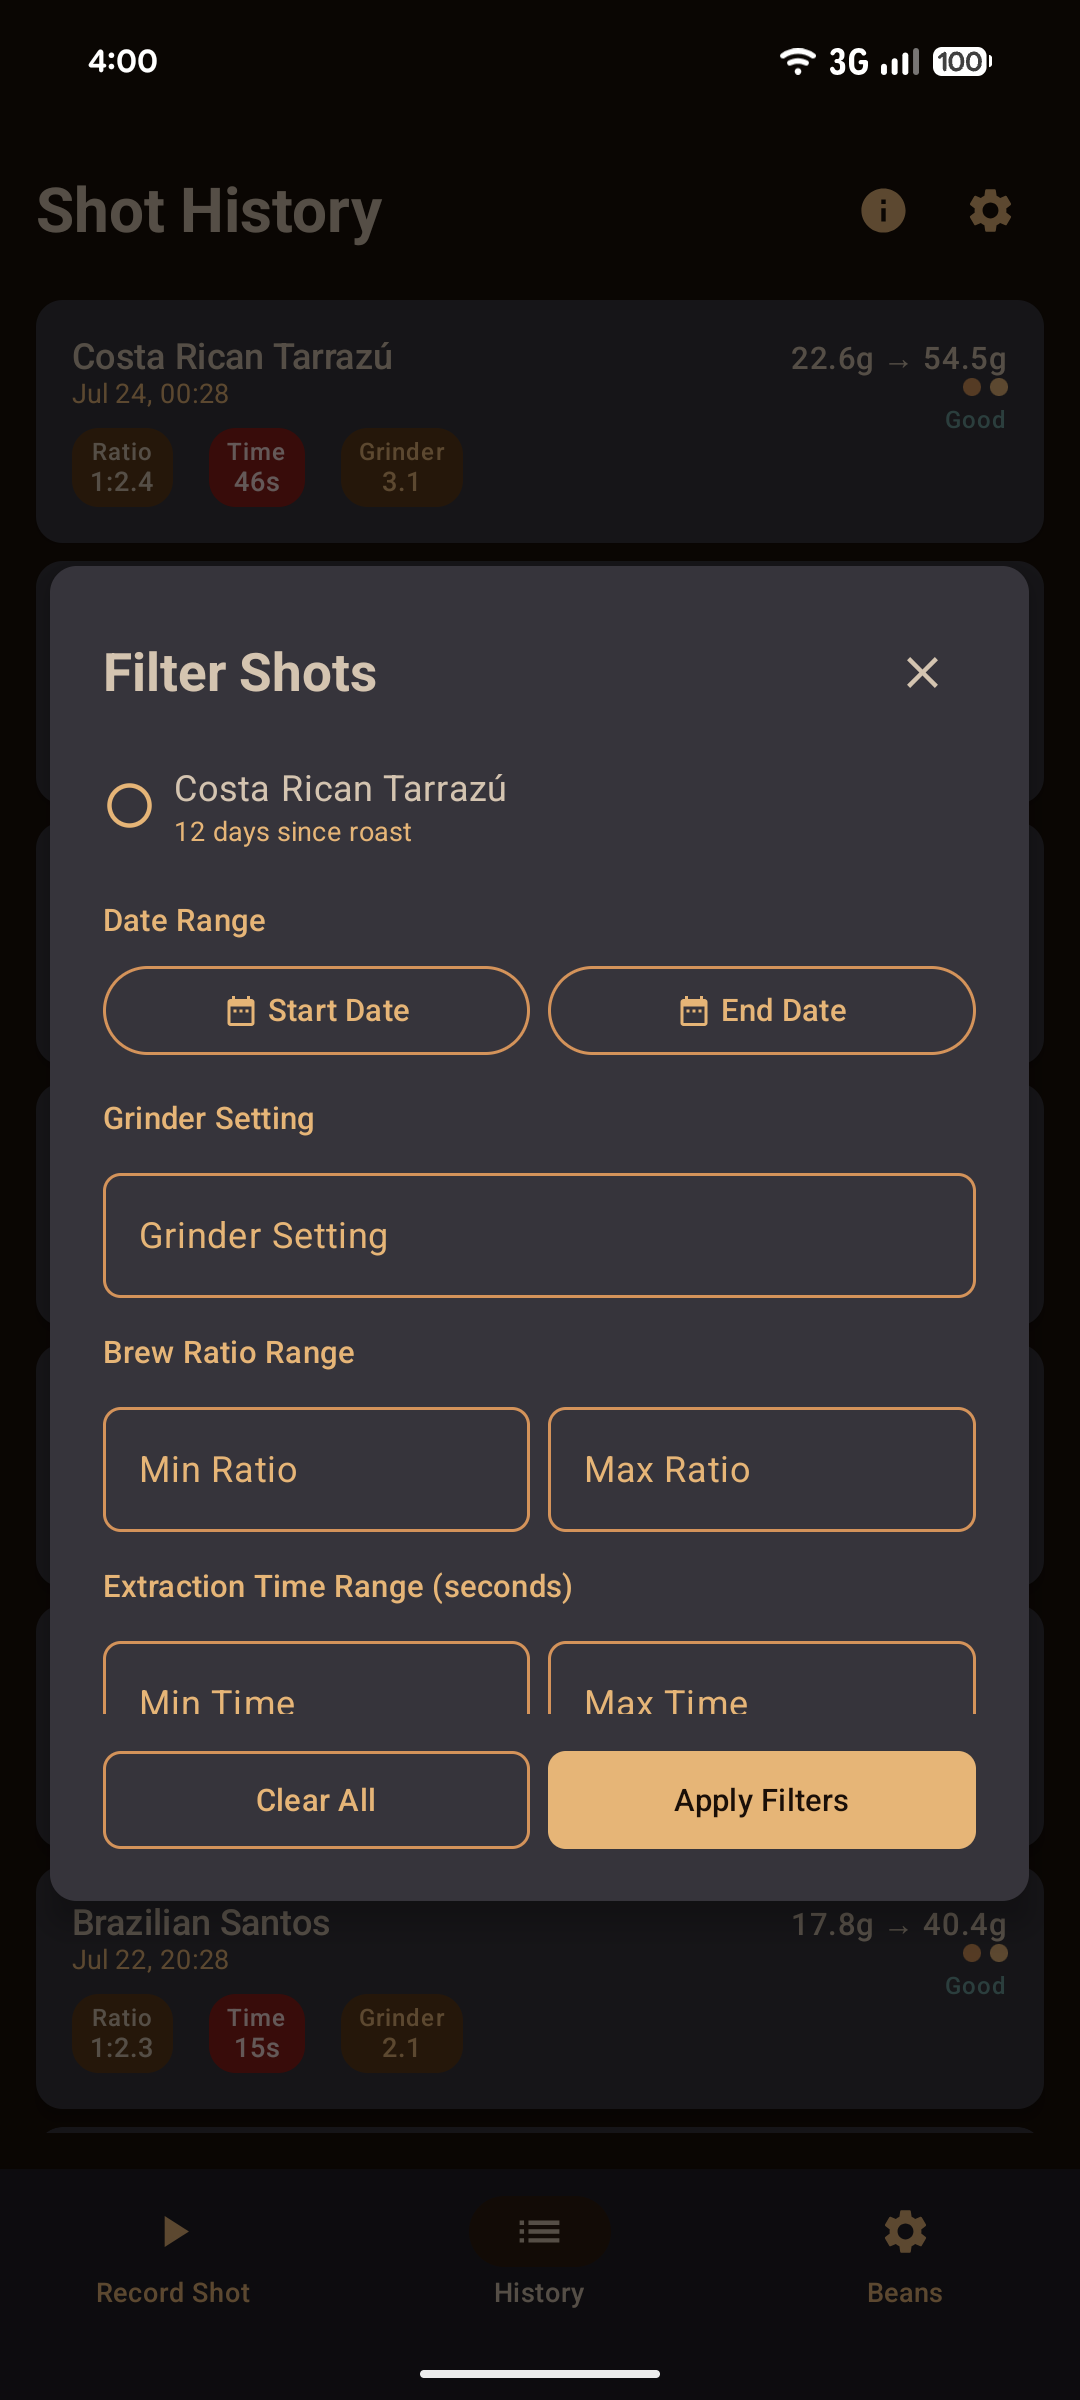 4:00
3G
100
Shot History
Costa Rican Tarrazú
22.6g → 54.5g
Jul 24, 00:28
Good
Ratio
1:2.4
Time
46s
Grinder
3.1
Filter Shots
Costa Rican Tarrazú
12 days since roast
Date Range
Start Date
End Date
Grinder Setting
Grinder Setting
Brew Ratio Range
Min Ratio
Max Ratio
Extraction Time Range (seconds)
Min Time
Max Time
Clear All
Apply Filters
Brazilian Santos
17.8g → 40.4g
Jul 22, 20:28
Good
Ratio
1:2.3
Time
15s
Grinder
2.1
Record Shot
History
Beans